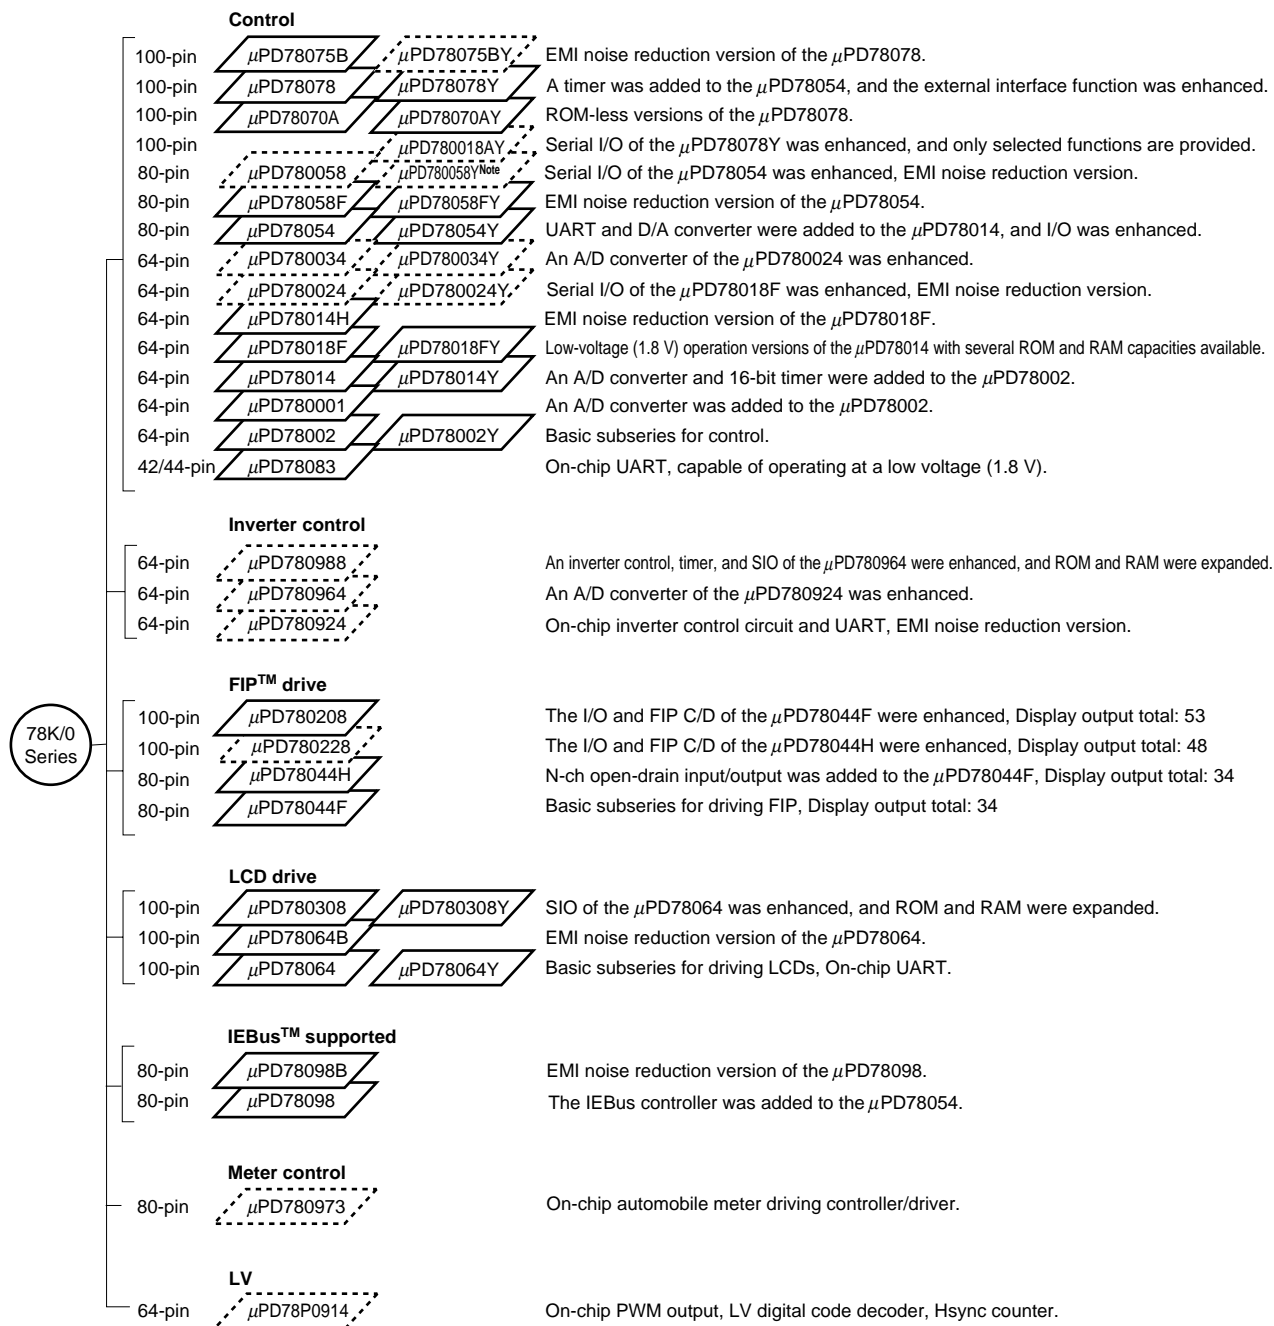 Control
100-pin μPD78075B μPD78075BY EMI noise reduction version of the μPD78078.
100-pin μPD78078 μPD78078Y A timer was added to the μPD78054, and the external interface function was enhanced.
100-pin μPD78070A μPD78070AY ROM-less versions of the μPD78078.
100-pin μPD780018AY Serial I/O of the μPD78078Y was enhanced, and only selected functions are provided.
80-pin μPD780058 μPD780058YNote Serial I/O of the μPD78054 was enhanced, EMI noise reduction version.
80-pin μPD78058F μPD78058FY EMI noise reduction version of the μPD78054.
80-pin μPD78054 μPD78054Y UART and D/A converter were added to the μPD78014, and I/O was enhanced.
64-pin μPD780034 μPD780034Y An A/D converter of the μPD780024 was enhanced.
64-pin μPD780024 μPD780024Y Serial I/O of the μPD78018F was enhanced, EMI noise reduction version.
64-pin μPD78014H EMI noise reduction version of the μPD78018F.
64-pin μPD78018F μPD78018FY Low-voltage (1.8 V) operation versions of the μPD78014 with several ROM and RAM capacities available.
64-pin μPD78014 μPD78014Y An A/D converter and 16-bit timer were added to the μPD78002.
64-pin μPD780001 An A/D converter was added to the μPD78002.
64-pin μPD78002 μPD78002Y Basic subseries for control.
42/44-pin μPD78083 On-chip UART, capable of operating at a low voltage (1.8 V).
Inverter control
64-pin μPD780988 An inverter control, timer, and SIO of the μPD780964 were enhanced, and ROM and RAM were expanded.
64-pin μPD780964 An A/D converter of the μPD780924 was enhanced.
64-pin μPD780924 On-chip inverter control circuit and UART, EMI noise reduction version.
FIP™ drive
78K/0
Series
100-pin μPD780208 The I/O and FIP C/D of the μPD78044F were enhanced, Display output total: 53
100-pin μPD780228 The I/O and FIP C/D of the μPD78044H were enhanced, Display output total: 48
80-pin μPD78044H N-ch open-drain input/output was added to the μPD78044F, Display output total: 34
80-pin μPD78044F Basic subseries for driving FIP, Display output total: 34
LCD drive
100-pin μPD780308 μPD780308Y SIO of the μPD78064 was enhanced, and ROM and RAM were expanded.
100-pin μPD78064B EMI noise reduction version of the μPD78064.
100-pin μPD78064 μPD78064Y Basic subseries for driving LCDs, On-chip UART.
IEBus™ supported
80-pin μPD78098B EMI noise reduction version of the μPD78098.
80-pin μPD78098 The IEBus controller was added to the μPD78054.
Meter control
80-pin μPD780973 On-chip automobile meter driving controller/driver.
LV
64-pin μPD78P0914 On-chip PWM output, LV digital code decoder, Hsync counter.